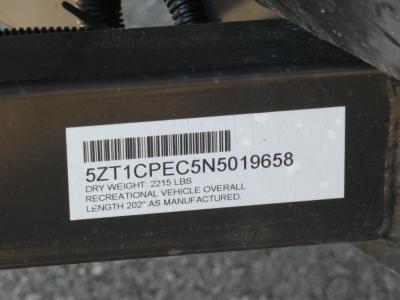 5ZT1CPEC5N5019658
DRY WEIGHT: 2215 LBS
RECREATIONAL VEHICLE OVERALL
LENGTH 202" AS MANUFACTURED.